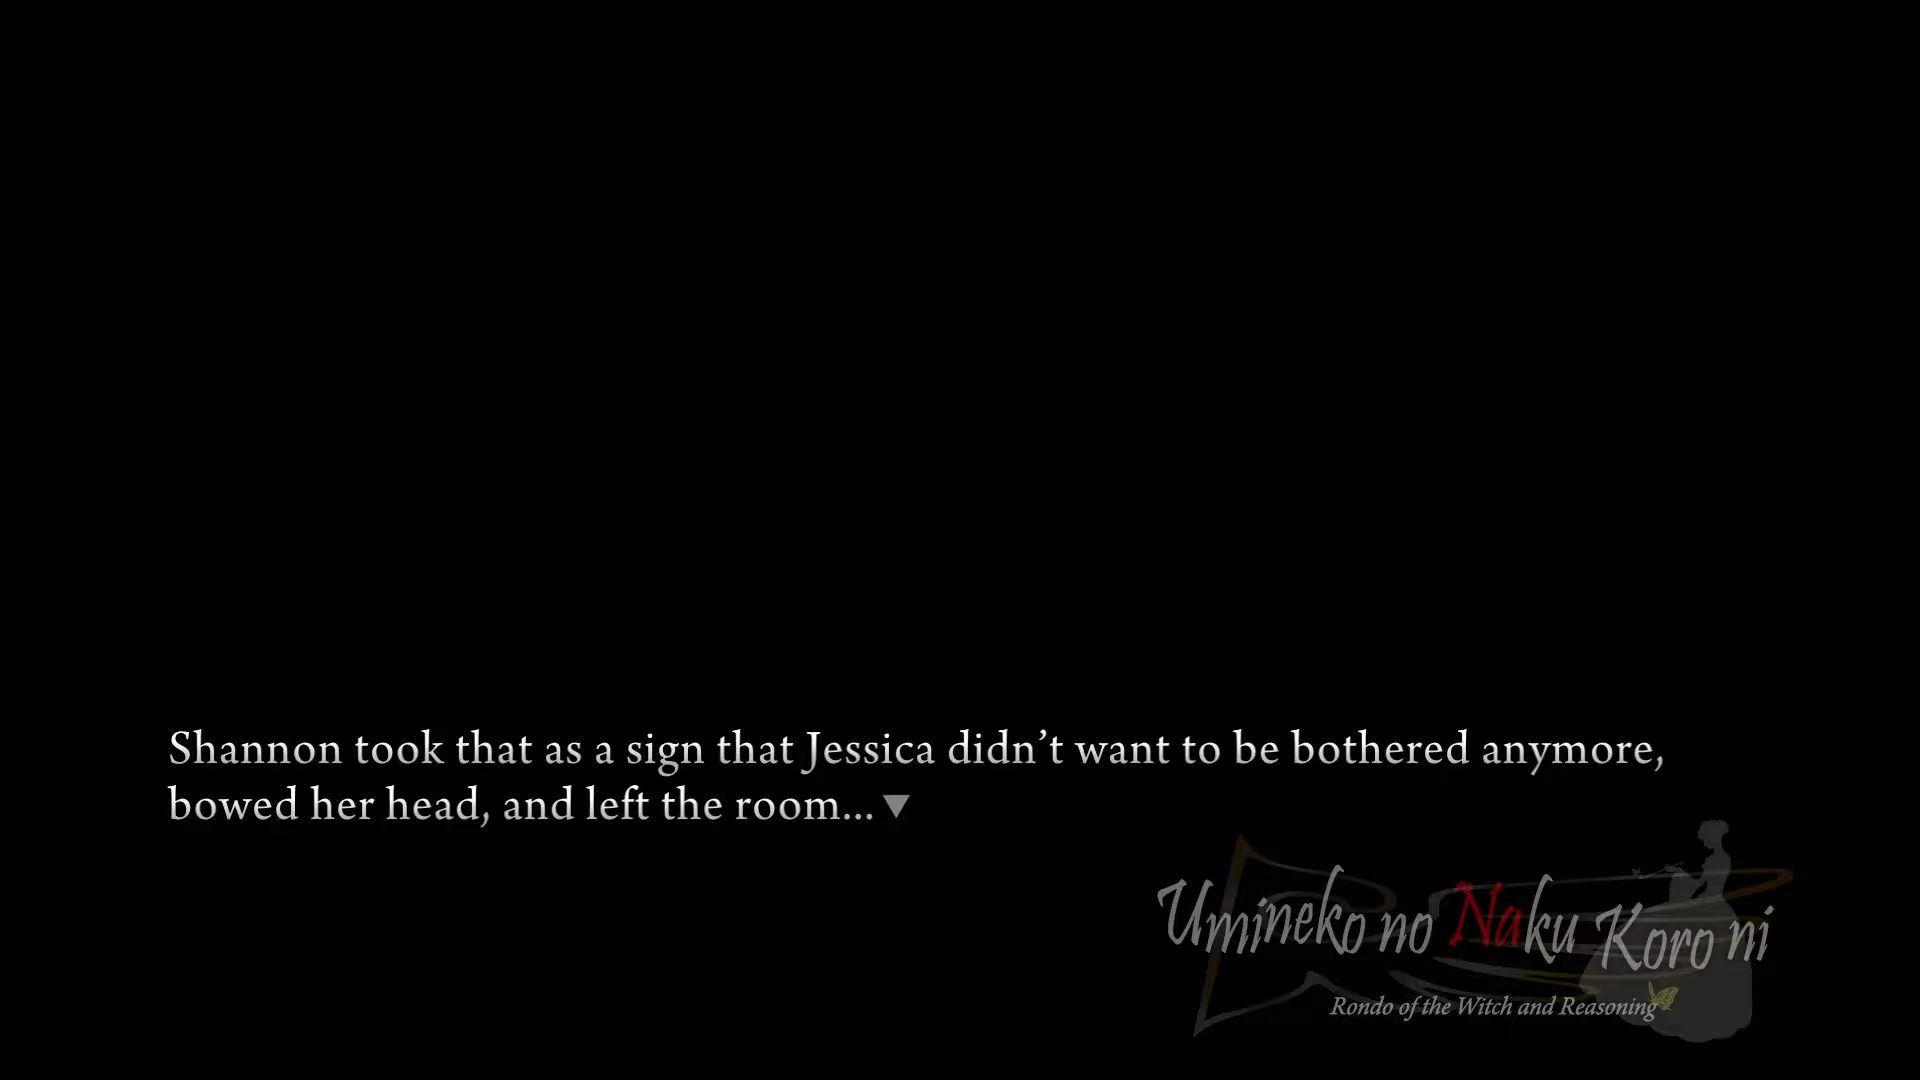 Shannon took that as a sign that Jessica didn’t want to be bothered anymore,
bowed her head, and left the room...
Umineko no Naku Koro ni
Rondo of the Witch and Reasoning